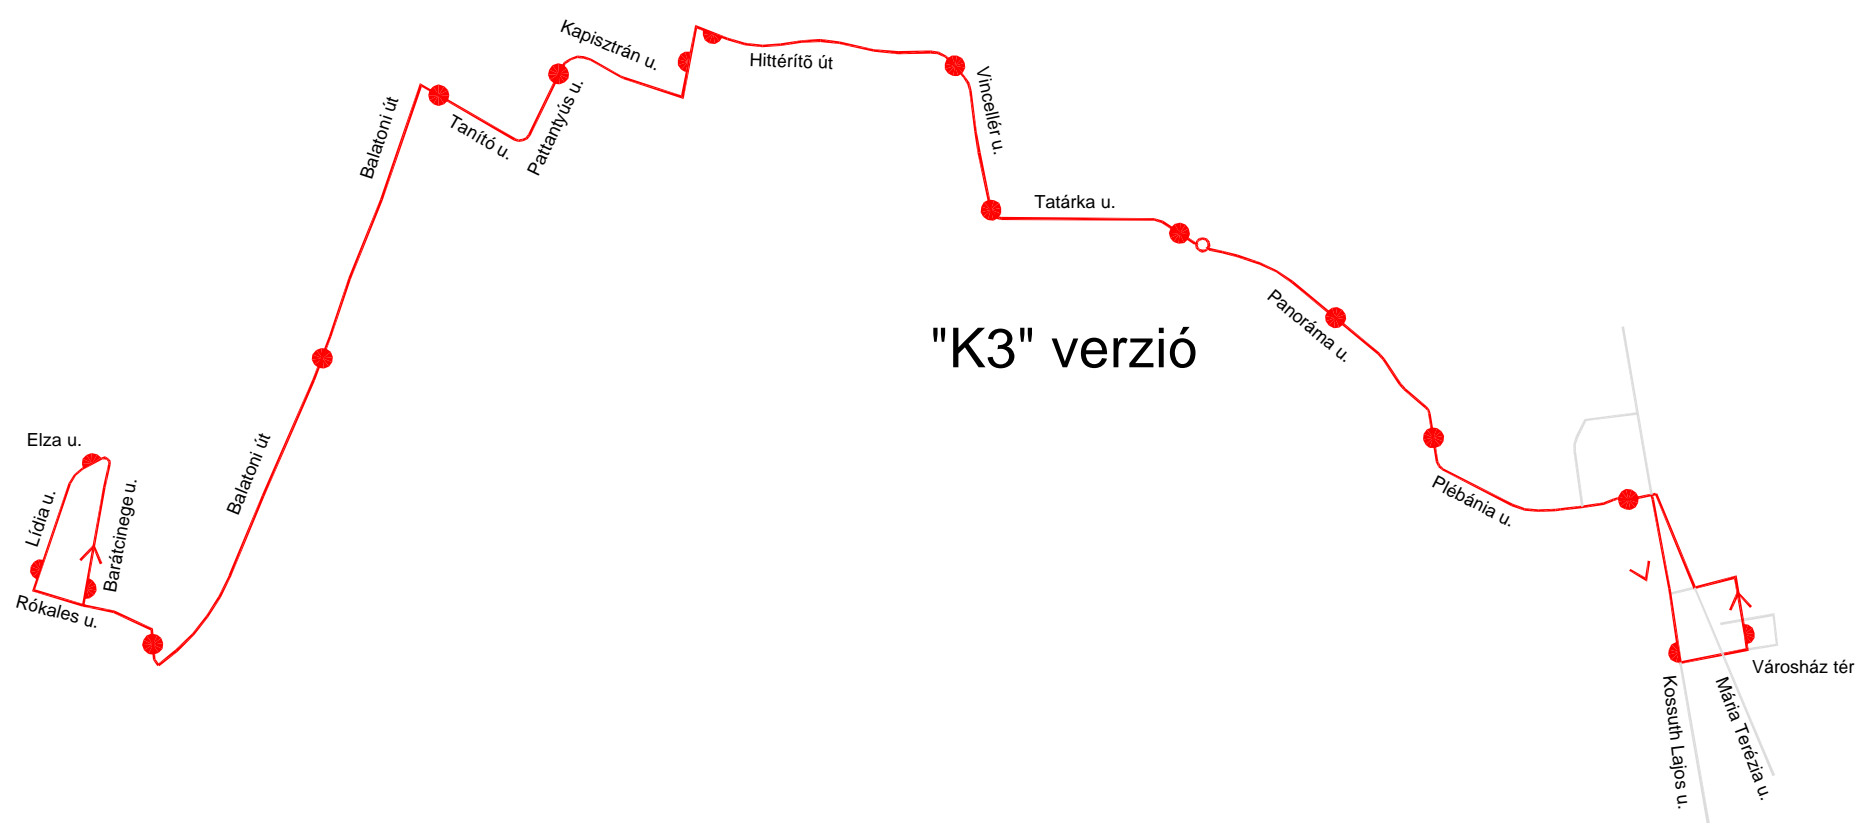 Kapisztrán u.
Hittérítõ út
Balatoni út
Tanító u.
Pattantyús u.
Vincellér u.
Tatárka u.
Panoráma u.
"K3" verzió
Elza u.
Balatoni út
Lídia u.
Barátcinege u.
Rókales u.
Plébánia u.
Városház tér
Kossuth Lajos u.
Mária Terézia u.